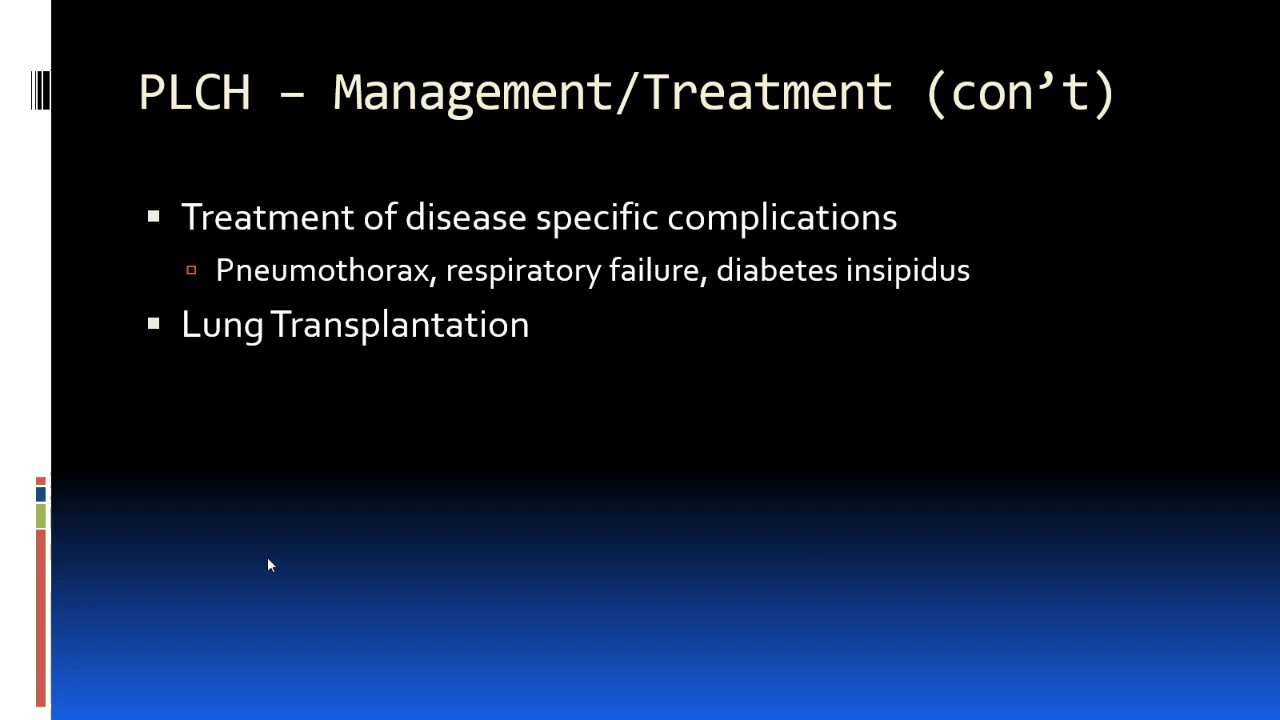 PLCH – Management/Treatment (con’t)
Treatment of disease specific complications
Pneumothorax, respiratory failure, diabetes insipidus
Lung Transplantation